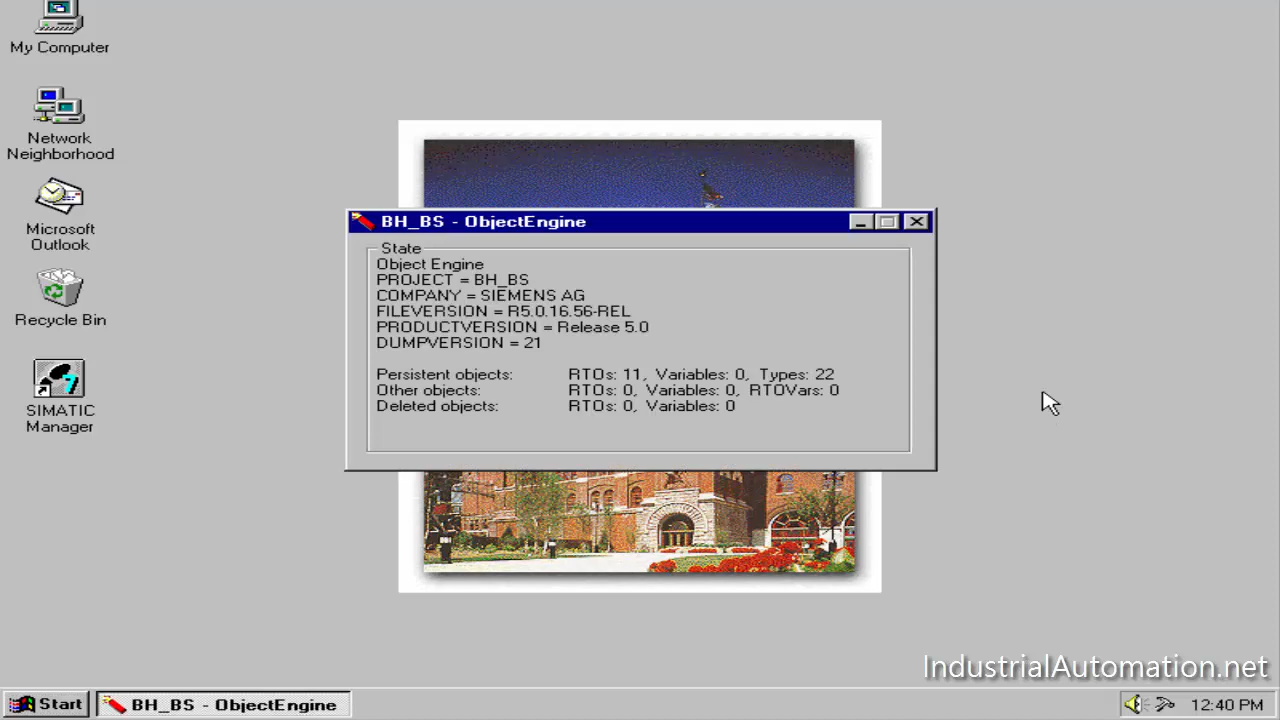 My Computer
Network
Neighborhood
Microsoft
Outlook
Recycle Bin
SIMATIC
Manager
BH_BS - ObjectEngine
State
Object Engine
PROJECT = BH_BS
COMPANY = SIEMENS AG
FILEVERSION = R5.0.16.56-REL
PRODUCTVERSION = Release 5.0
DUMPVERSION = 21
Persistent objects: RTOs: 11, Variables: 0, Types: 22
Other objects: RTOs: 0, Variables: 0, RTOVars: 0
Deleted objects: RTOs: 0, Variables: 0
IndustrialAutomation.net
Start
BH_BS - ObjectEngine
12:40 PM